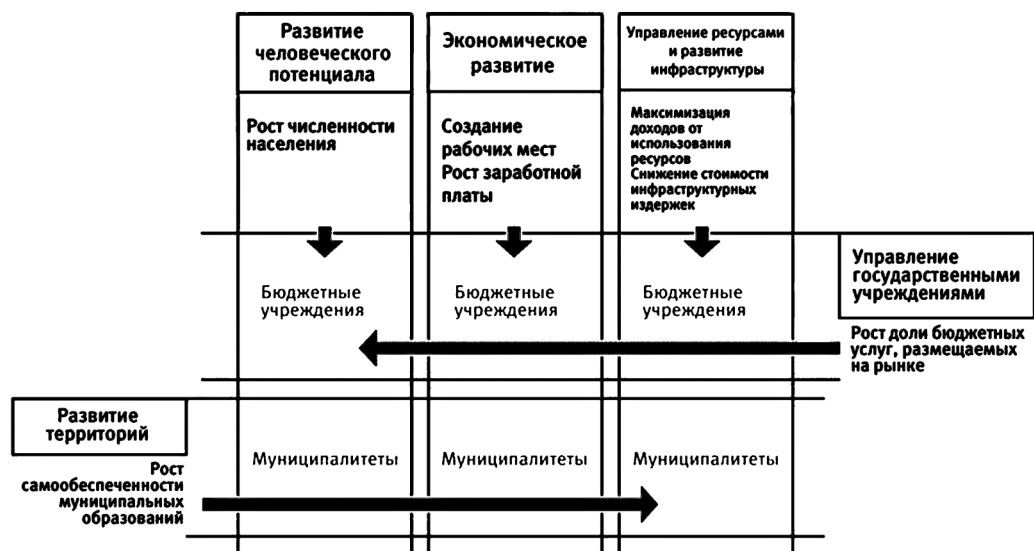 Развитие
человеческого
потенциала
Экономическое
развитие
Управление ресурсами
и развитие
инфраструктуры
Рост численности
населения
Создание
рабочих мест
Рост заработной
платы
Максимизация
доходов от
использования
ресурсов
Снижение стоимости
инфраструктурных
издержек
Бюджетные
учреждения
Бюджетные
учреждения
Бюджетные
учреждения
Управление
государственными
учреждениями
Рост доли бюджетных
услуг, размещаемых
на рынке
Развитие
территорий
Рост
самообеспеченности
муниципальных
образований
Муниципалитеты
Муниципалитеты
Муниципалитеты